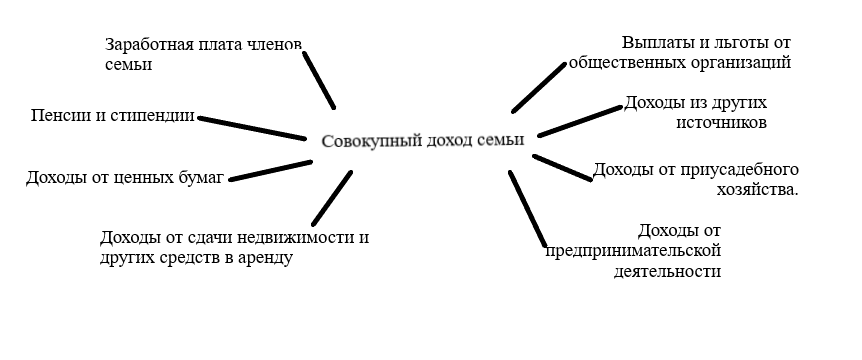 Заработная плата членов
семьи
Пенсии и стипендии
Доходы от ценных бумаг
Доходы от сдачи недвижимости и
других средств в аренду
Совокупный доход семьи
Выплаты и льготы от
общественных организаций
Доходы из других
источников
Доходы от приусадебного
хозяйства.
Доходы от
предпринимательской
деятельности